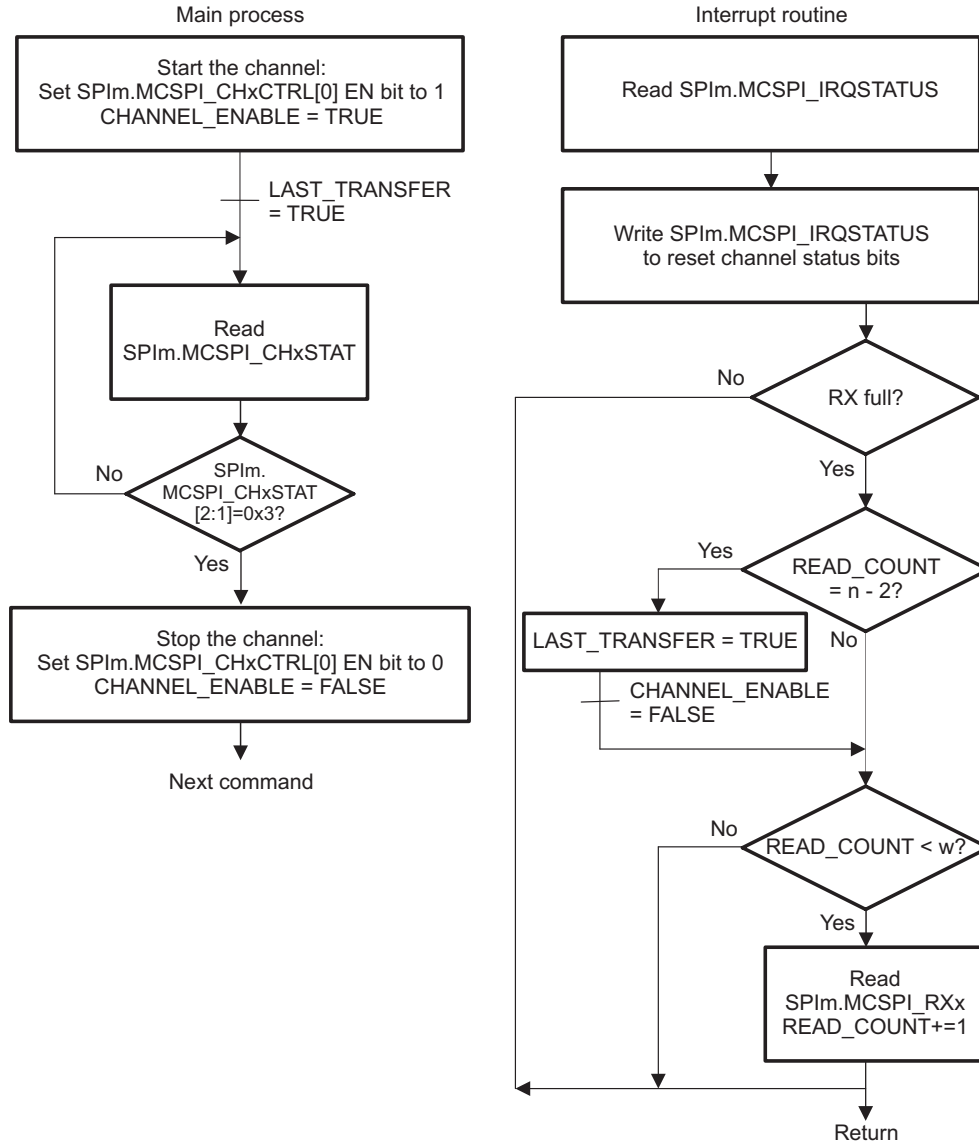 Main process
Start the channel:
Set SPIm.MCSPI_CHxCTRL[0] EN bit to 1
CHANNEL_ENABLE = TRUE
LAST_TRANSFER
= TRUE
Read
SPIm.MCSPI_CHxSTAT
No
SPIm.
MCSPI_CHxSTAT
[2:1]=0x3?
Yes
Stop the channel:
Set SPIm.MCSPI_CHxCTRL[0] EN bit to 0
CHANNEL_ENABLE = FALSE
Next command
Interrupt routine
Read SPIm.MCSPI_IRQSTATUS
Write SPIm.MCSPI_IRQSTATUS
to reset channel status bits
No
RX full?
Yes
Yes
READ_COUNT
= n - 2?
LAST_TRANSFER = TRUE
No
CHANNEL_ENABLE
= FALSE
No
READ_COUNT < w?
Yes
Read
SPIm.MCSPI_RXx
READ_COUNT+=1
Return